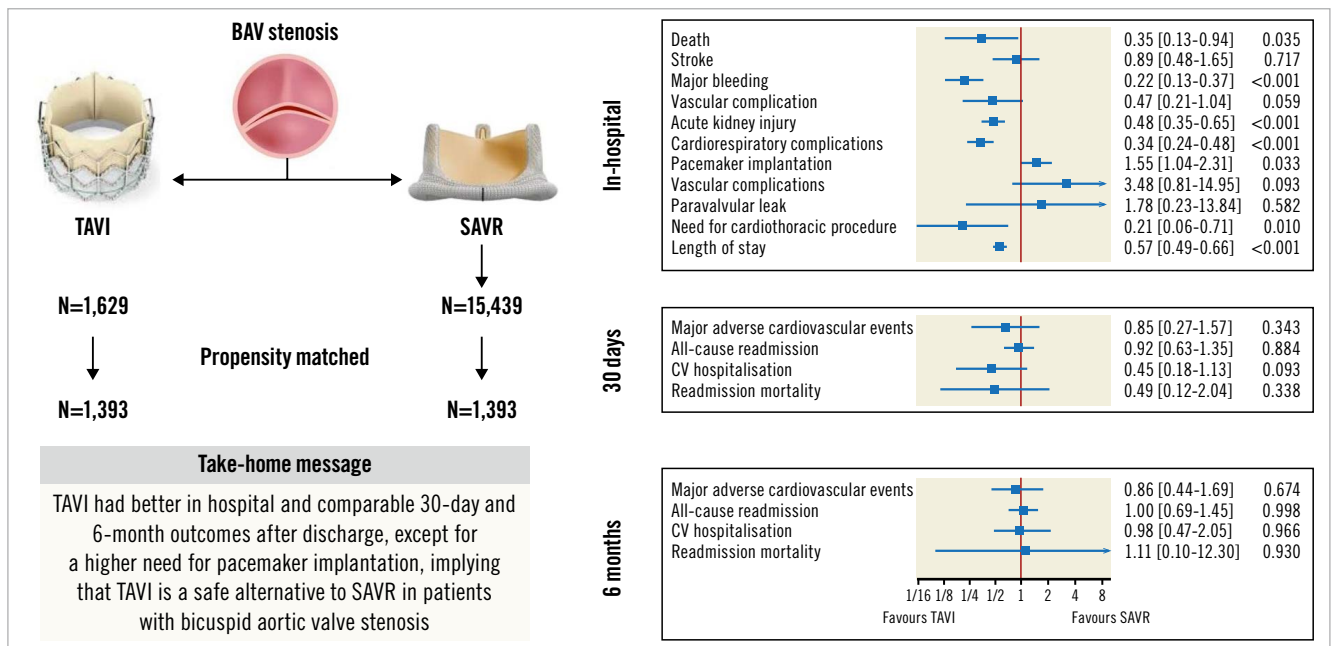 BAV stenosis
TAVI
SAVR
N=1,629
N=15,439
Propensity matched
N=1,393
N=1,393
Take-home message
TAVI had better in hospital and comparable 30-day and
6-month outcomes after discharge, except for
a higher need for pacemaker implantation, implying
that TAVI is a safe alternative to SAVR in patients
with bicuspid aortic valve stenosis
In-hospital
Death 0.35 [0.13-0.94] 0.035
Stroke 0.89 [0.48-1.65] 0.717
Major bleeding 0.22 [0.13-0.37] <0.001
Vascular complication 0.47 [0.21-1.04] 0.059
Acute kidney injury 0.48 [0.35-0.65] <0.001
Cardiorespiratory complications 0.34 [0.24-0.48] <0.001
Pacemaker implantation 1.55 [1.04-2.31] 0.033
Vascular complications 3.48 [0.81-14.95] 0.093
Paravalvular leak 1.78 [0.23-13.84] 0.582
Need for cardiothoracic procedure 0.21 [0.06-0.71] 0.010
Length of stay 0.57 [0.49-0.66] <0.001
30 days
Major adverse cardiovascular events 0.85 [0.27-1.57] 0.343
All-cause readmission 0.92 [0.63-1.35] 0.884
CV hospitalisation 0.45 [0.18-1.13] 0.093
Readmission mortality 0.49 [0.12-2.04] 0.338
6 months
Major adverse cardiovascular events 0.86 [0.44-1.69] 0.674
All-cause readmission 1.00 [0.69-1.45] 0.998
CV hospitalisation 0.98 [0.47-2.05] 0.966
Readmission mortality 1.11 [0.10-12.30] 0.930
1/16 1/8 1/4 1/2 1 2 4 8
Favours TAVI Favours SAVR